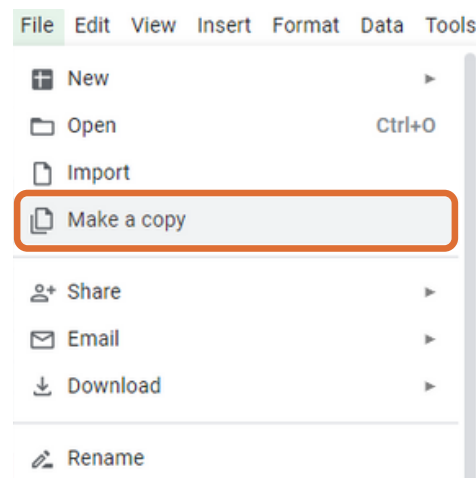 File Edit View Insert Format Data Tools
New
Open Ctrl+O
Import
Make a copy
Share
Email
Download
Rename